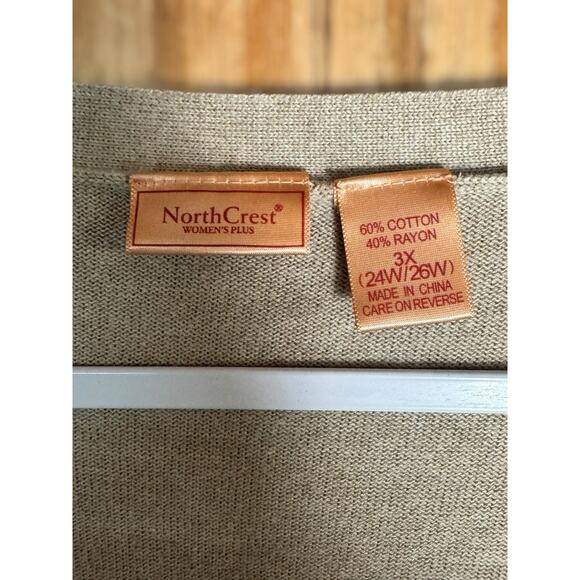 NorthCrest®
WOMEN'S PLUS
60% COTTON
40% RAYON
3X
(24W/26W)
MADE IN CHINA
CARE ON REVERSE